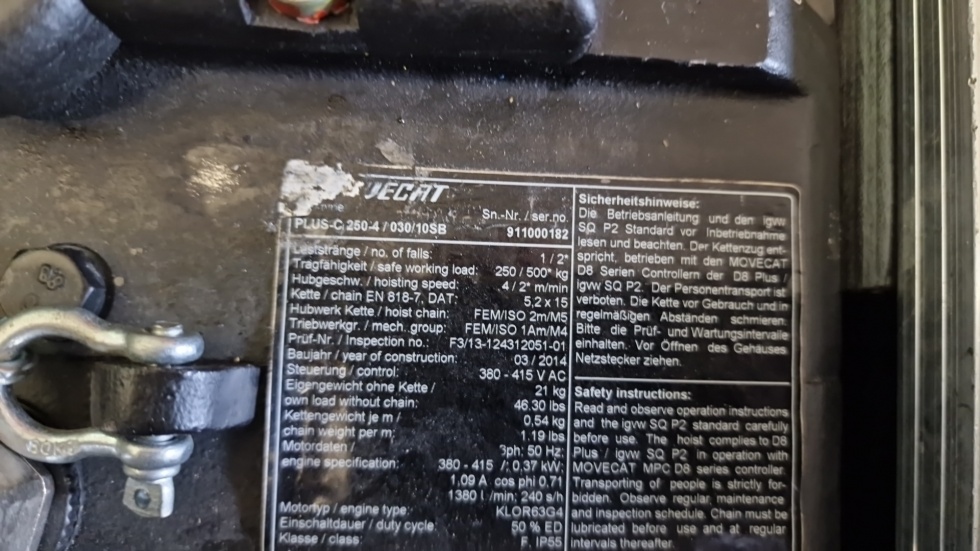 PLUS-C 250-4 / 030/10SB
Sn.-Nr. / ser.no.
911000182
Laststränge / no. of falls: 1 / 2*
Tragfähigkeit / safe working load: 250 / 500* kg
Hubgeschw. / hoisting speed: 4 / 2* m/min
Kette / chain EN 818-7, DAT: 5,2 x 15
Hubwerk Kette / hoist chain: FEM/ISO 2m/M5
Triebwerkgr. / mech. group: FEM/ISO 1Am/M4
Prüf-Nr. / Inspection no.: F3/13-124312051-01
Baujahr / year of construction: 03 / 2014
Steuerung / control: 380 - 415 V AC
Eigengewicht ohne Kette / 21 kg
own load without chain: 46.30 lbs
Kettengewicht je m / 0,54 kg
chain weight per m: 1.19 lbs
Motordaten / 3ph; 50 Hz;
engine specification: 380 - 415 /; 0,37 kW;
1,09 A cos phi 0.71
1380 l /min; 240 s/h
Motortyp / engine type: KLOR63G4
Einschaltdauer / duty cycle: 50 % ED
Klasse / class: F, IP55
Sicherheitshinweise:
Die Betriebsanleitung und den igvw
SQ P2 Standard vor Inbetriebnahme
lesen und beachten. Der Kettenzug ent-
spricht, betrieben mit den MOVECAT
D8 Serien Controllern der D8 Plus /
Igvw SQ P2. Der Personentransport ist
verboten. Die Kette vor Gebrauch und in
regelmäßigen Abständen schmieren.
Bitte die Prüf- und Wartungsintervalle
einhalten. Vor Öffnen des Gehäuses
Netzstecker ziehen.
Safety instructions:
Read and observe operation instructions
and the igvw SQ P2 standard carefully
before use. The hoist complies to D8
Plus / igvw SQ P2 in operation with
MOVECAT MPC D8 series controller.
Transporting of people is strictly for-
bidden. Observe regular maintenance
and inspection schedule. Chain must be
lubricated before use and at regular
intervals thereafter.